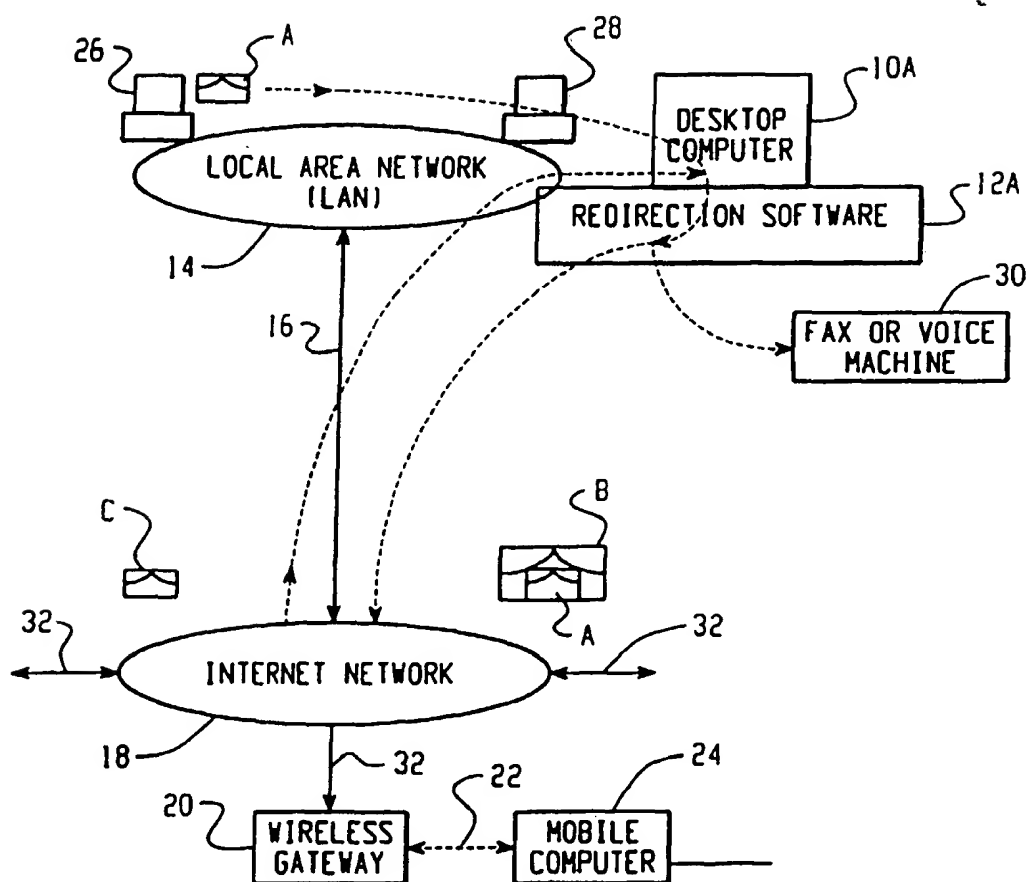 26
A
28
10A
DESKTOP
COMPUTER
LOCAL AREA NETWORK
(LAN)
12A
REDIRECTION SOFTWARE
14
30
16
FAX OR VOICE
MACHINE
C
B
A
32
32
INTERNET NETWORK
18
32
24
20
22
WIRELESS
GATEWAY
MOBILE
COMPUTER